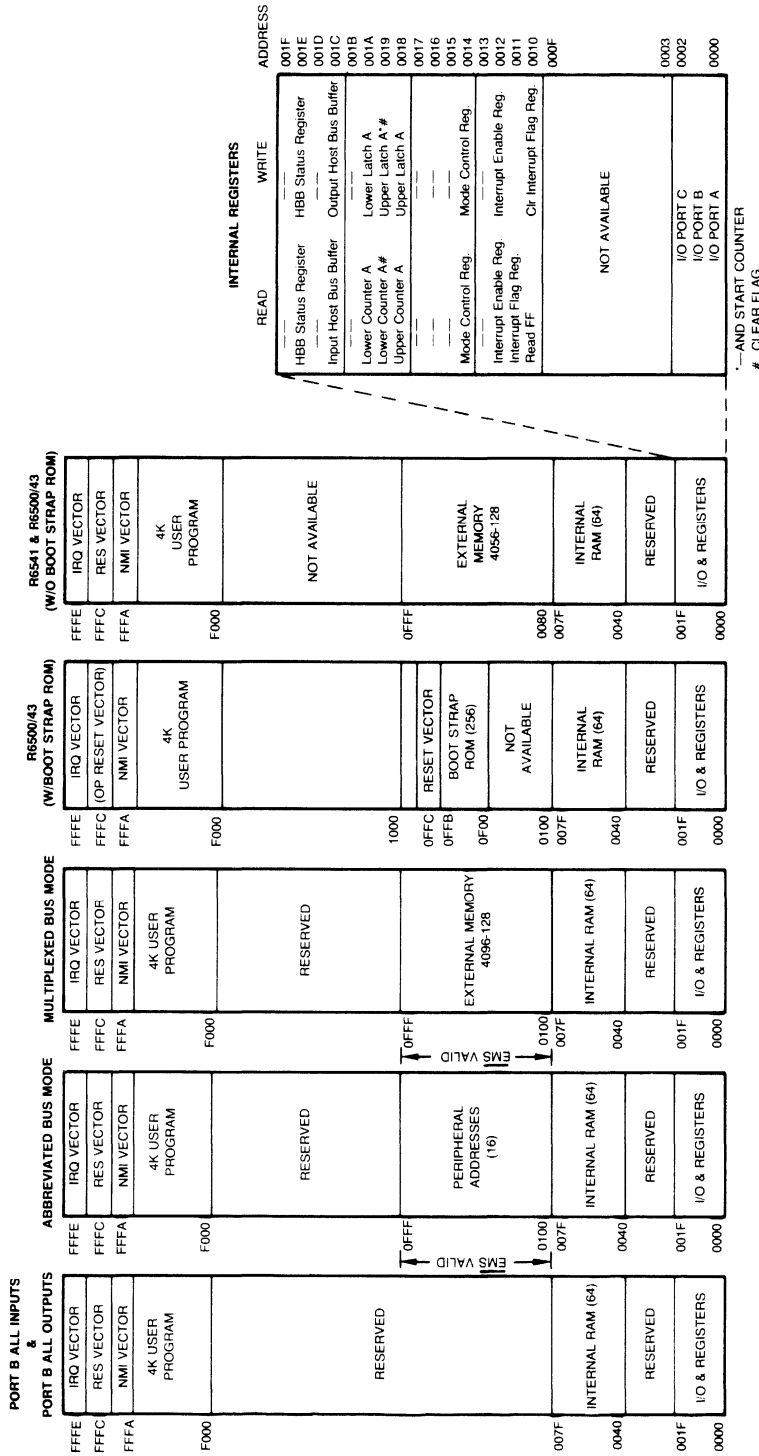 PORT B ALL INPUTS
&
PORT B ALL OUTPUTS
FFFE
IRQ VECTOR
FFFC
RES VECTOR
FFFA
NMI VECTOR
4K USER
PROGRAM
F000
RESERVED
007F
INTERNAL RAM (64)
0040
RESERVED
001F
I/O & REGISTERS
0000
ABBREVIATED BUS MODE
FFFE
IRQ VECTOR
FFFC
RES VECTOR
FFFA
NMI VECTOR
4K USER
PROGRAM
F000
RESERVED
0FFF
EMS VALID
PERIPHERAL
ADDRESSES
(16)
0100
007F
INTERNAL RAM (64)
0040
RESERVED
001F
I/O & REGISTERS
0000
MULTIPLEXED BUS MODE
FFFE
IRQ VECTOR
FFFC
RES VECTOR
FFFA
NMI VECTOR
4K USER
PROGRAM
F000
RESERVED
0FFF
EMS VALID
EXTERNAL MEMORY
4096-128
0100
007F
INTERNAL RAM (64)
0040
RESERVED
001F
I/O & REGISTERS
0000
R6500/43
(W/BOOT STRAP ROM)
FFFE
IRQ VECTOR
FFFC
(OP RESET VECTOR)
FFFA
NMI VECTOR
4K
USER PROGRAM
F000
1000
0FFC
RESET VECTOR
0FFB
BOOT STRAP
ROM (256)
0F00
NOT
AVAILABLE
0100
007F
INTERNAL
RAM (64)
0040
RESERVED
001F
I/O & REGISTERS
0000
R6541 & R6500/43
(W/O BOOT STRAP ROM)
FFFE
IRQ VECTOR
FFFC
RES VECTOR
FFFA
NMI VECTOR
4K
USER
PROGRAM
F000
NOT AVAILABLE
0FFF
EXTERNAL
MEMORY
4056-128
0080
007F
INTERNAL
RAM (64)
0040
RESERVED
001F
I/O & REGISTERS
0000
INTERNAL REGISTERS
READ WRITE ADDRESS
—— —— 001F
HBB Status Register HBB Status Register 001E
—— —— 001D
Input Host Bus Buffer Output Host Bus Buffer 001C
—— —— 001B
Lower Counter A Lower Latch A 001A
Lower Counter A# Upper Latch A*# 0019
Upper Counter A Upper Latch A 0018
—— —— 0017
—— —— 0016
—— —— 0015
Mode Control Reg. Mode Control Reg. 0014
—— —— 0013
Interrupt Enable Reg. Interrupt Enable Reg. 0012
Interrupt Flag Reg. 0011
Read FF Clr Interrupt Flag Reg. 0010
000F
NOT AVAILABLE
0003
I/O PORT C 0002
I/O PORT B
I/O PORT A 0000
*—AND START COUNTER
# CLEAR FLAG